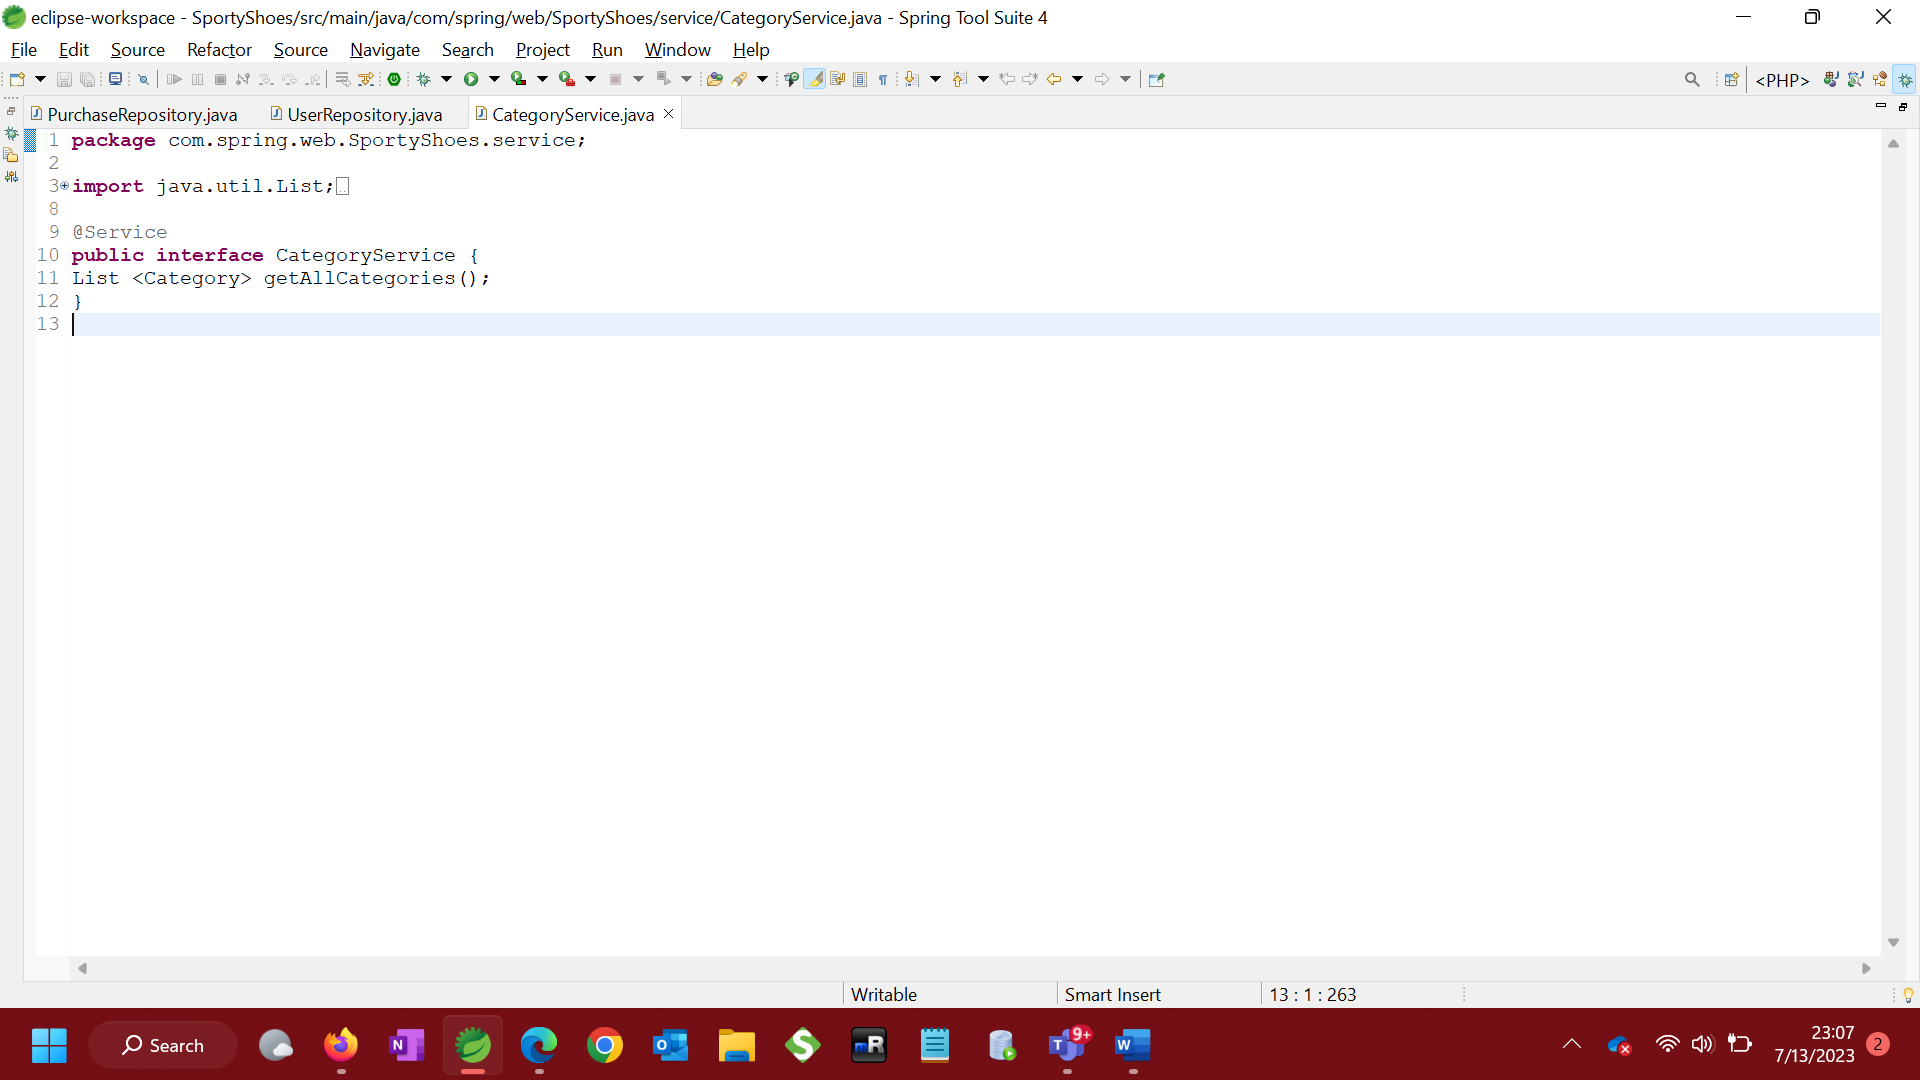 eclipse-workspace - SportyShoes/src/main/java/com/spring/web/SportyShoes/service/CategoryService.java - Spring Tool Suite 4
File Edit Source Refactor Source Navigate Search Project Run Window Help
<PHP>
PurchaseRepository.java UserRepository.java CategoryService.java
1 package com.spring.web.SportyShoes.service;
2
3 import java.util.List;
8
9 @Service
10 public interface CategoryService {
11 List <Category> getAllCategories();
12 }
13
Writable Smart Insert 13 : 1 : 263
Search N O S mR T 9+ W 23:07 2
7/13/2023